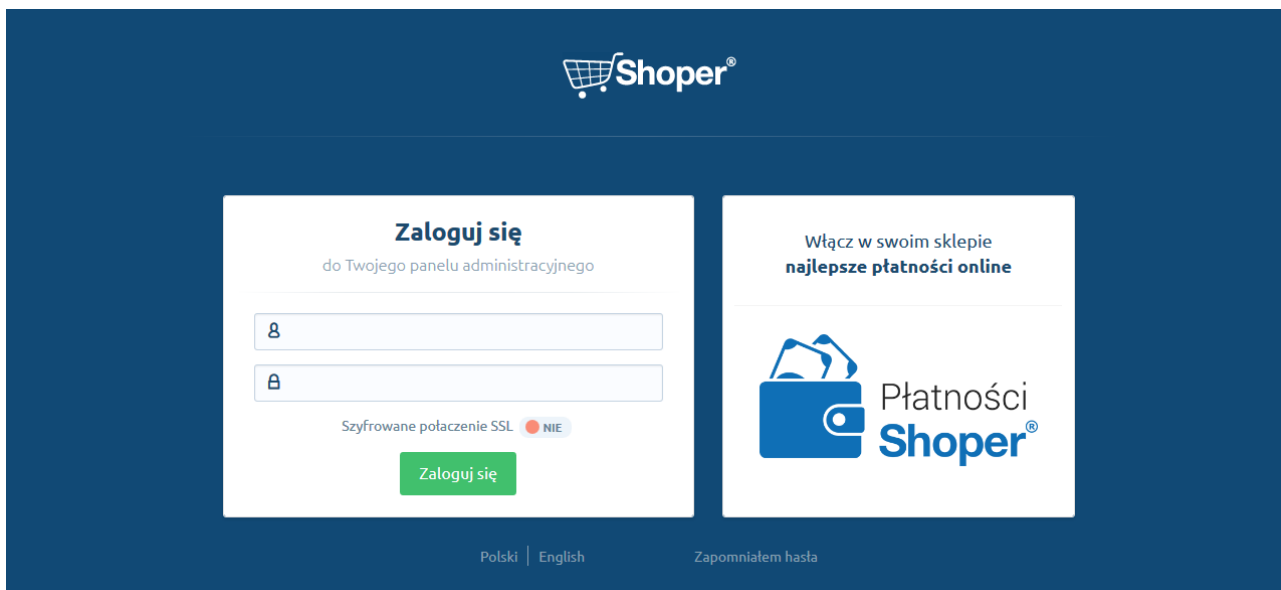 Shoper®
Zaloguj się
do Twojego panelu administracyjnego
Szyfrowane połaczenie SSL NIE
Zaloguj się
Włącz w swoim sklepie
najlepsze płatności online
Płatności
Shoper®
Polski | English
Zapomniałem hasła